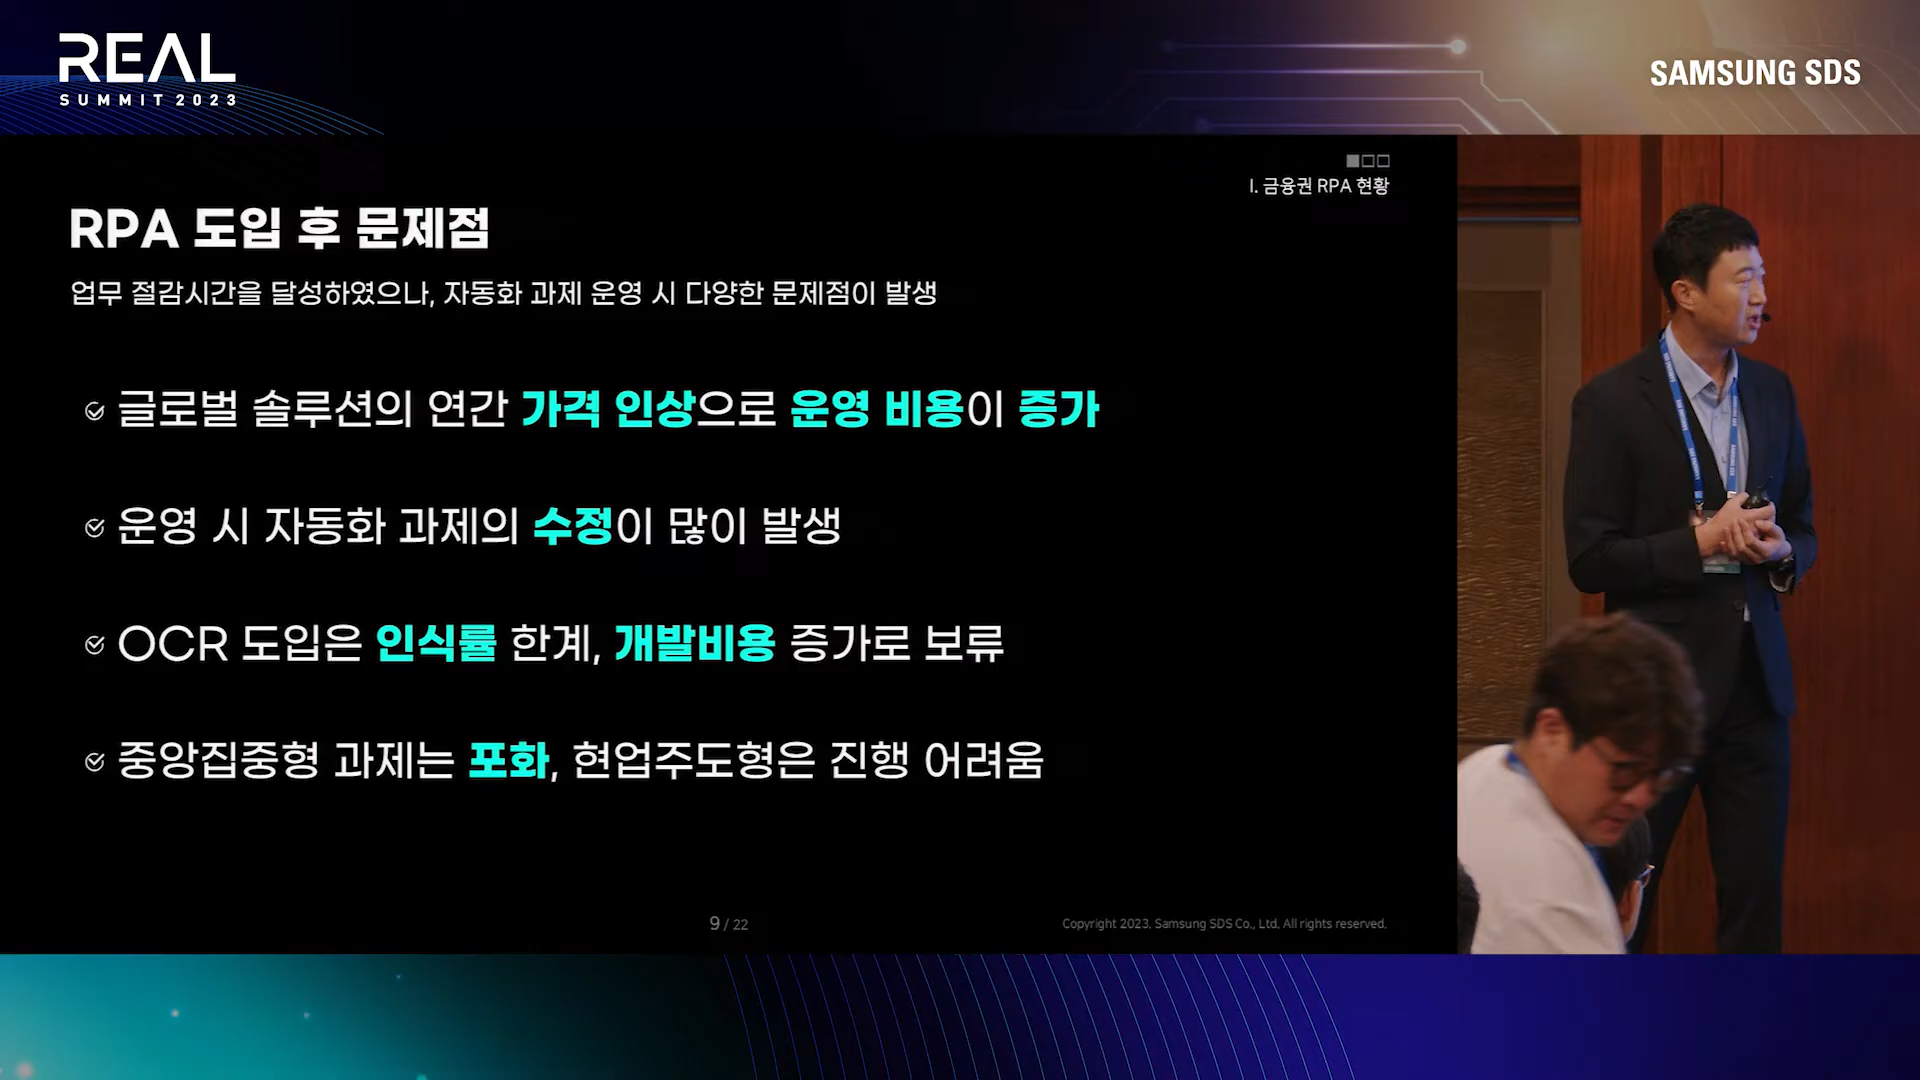 REAL
SUMMIT 2023
SAMSUNG SDS
I. 금융권 RPA 현황
RPA 도입 후 문제점
업무 절감시간을 달성하였으나, 자동화 과제 운영 시 다양한 문제점이 발생
글로벌 솔루션의 연간 가격 인상으로 운영 비용이 증가
운영 시 자동화 과제의 수정이 많이 발생
OCR 도입은 인식률 한계, 개발비용 증가로 보류
중앙집중형 과제는 포화, 현업주도형은 진행 어려움
9 / 22
Copyright 2023. Samsung SDS Co., Ltd. All rights reserved.